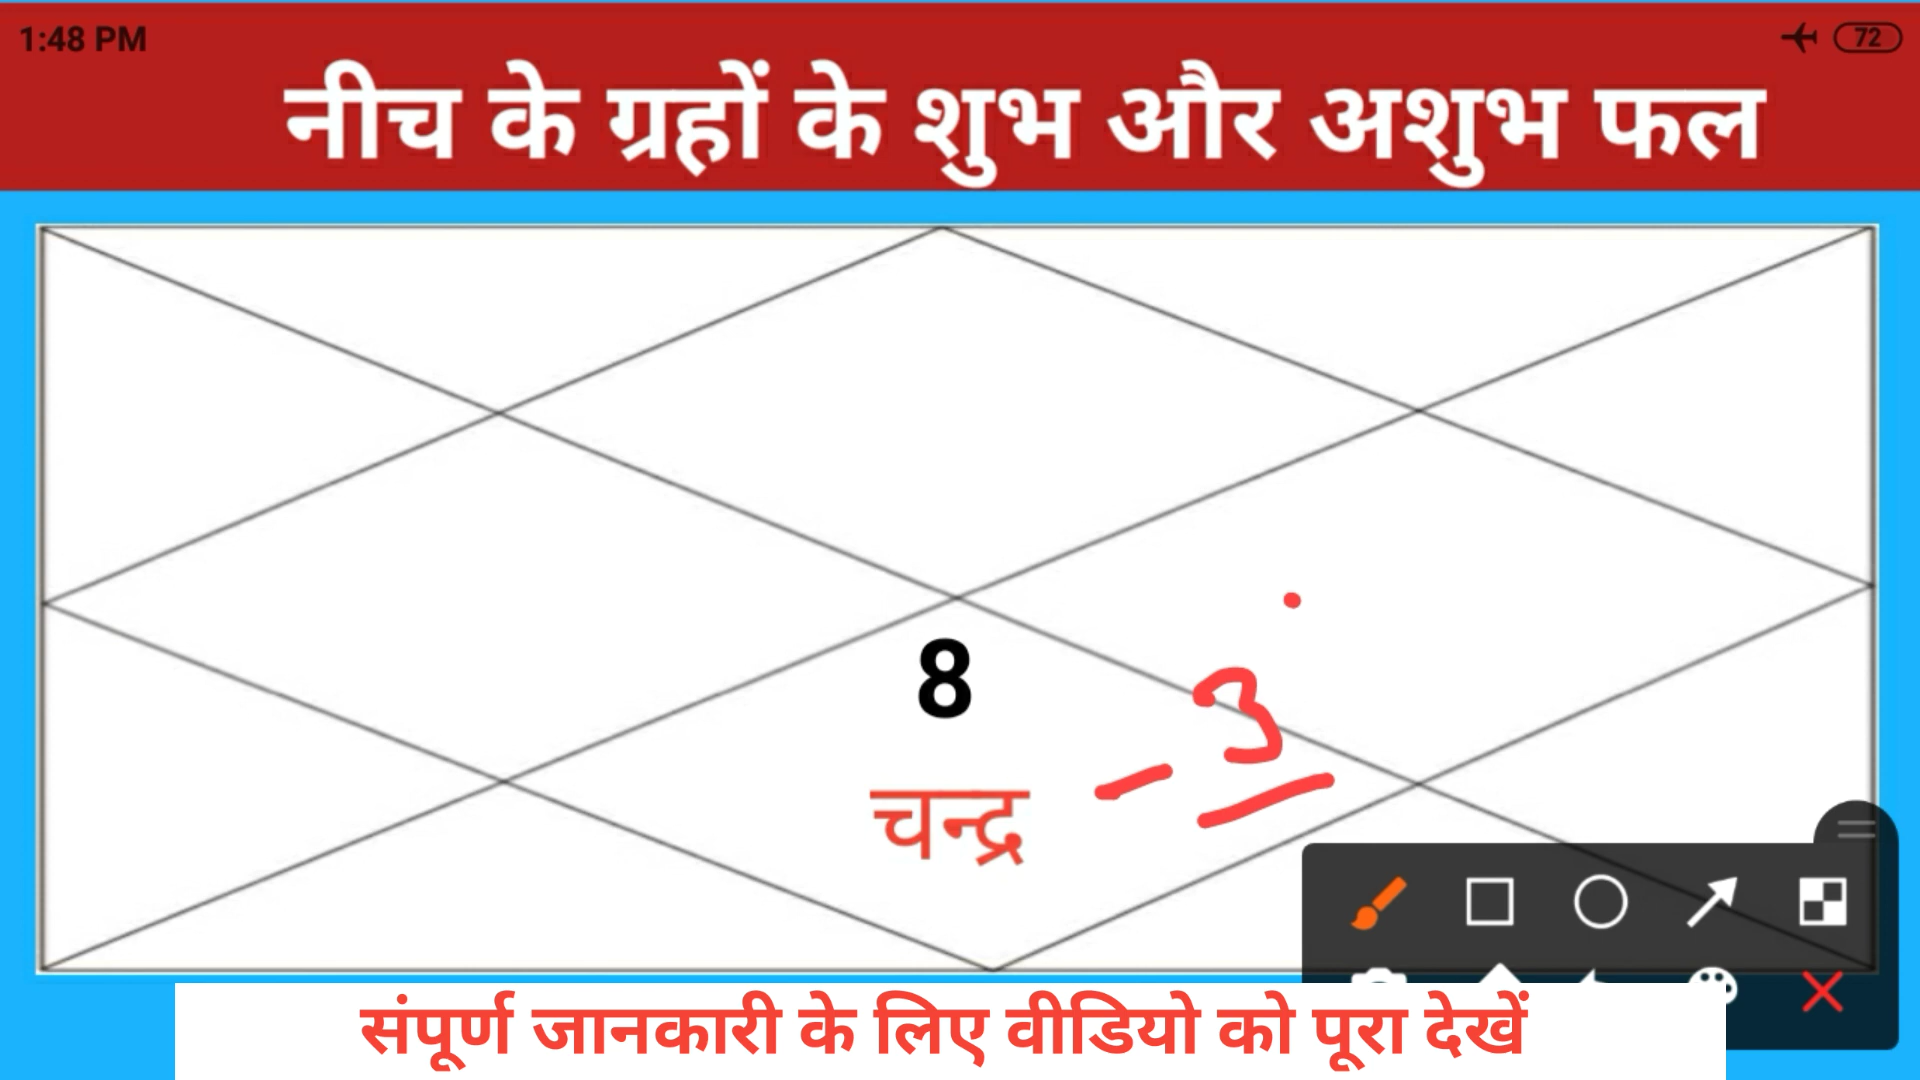 1:48 PM
72
नीच के ग्रहों के शुभ और अशुभ फल
8
चन्द्र - 3
संपूर्ण जानकारी के लिए वीडियो को पूरा देखें